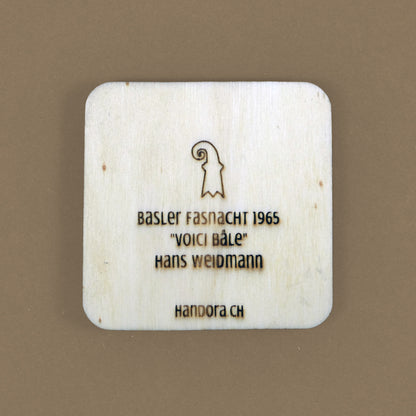 Basler Fasnacht 1965
"Voici Bâle"
Hans Weidmann
Handora CH